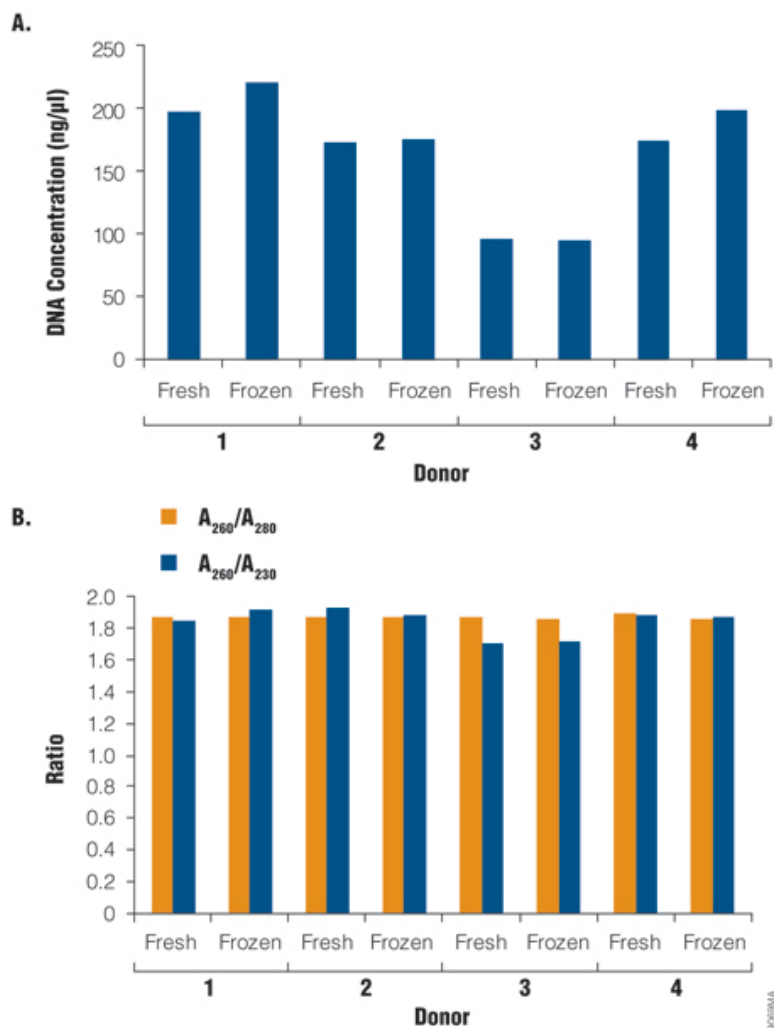 A.
250
200
150
100
50
0
DNA Concentration (ng/µl)
Fresh Frozen Fresh Frozen Fresh Frozen Fresh Frozen
1 2 3 4
Donor
B.
A260/A280
A260/A230
2.0
1.8
1.6
1.4
1.2
1.0
0.8
0.6
0.4
0.2
0
Ratio
Fresh Frozen Fresh Frozen Fresh Frozen Fresh Frozen
1 2 3 4
Donor